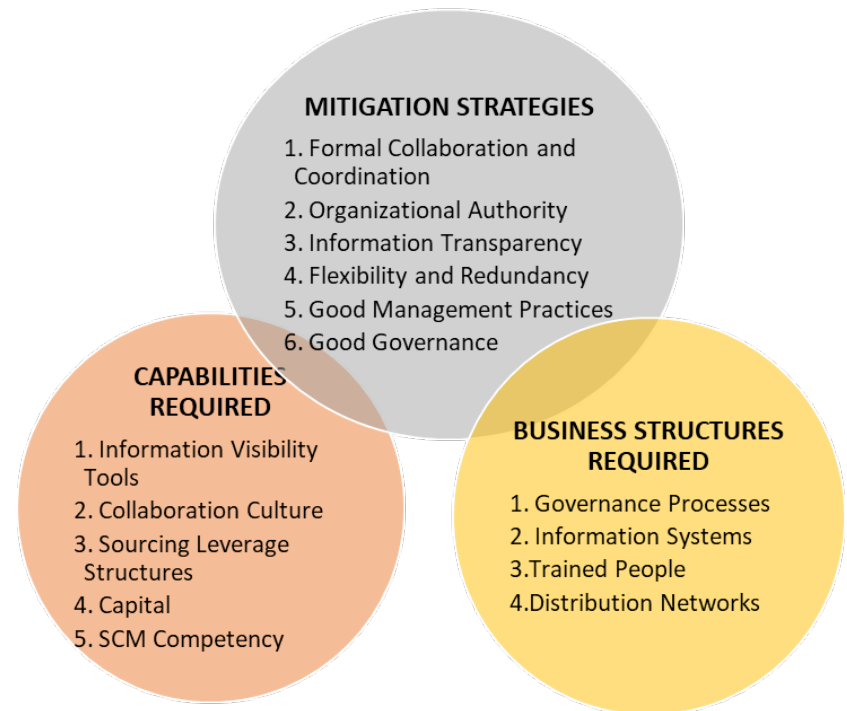 MITIGATION STRATEGIES
1. Formal Collaboration and
Coordination
2. Organizational Authority
3. Information Transparency
4. Flexibility and Redundancy
5. Good Management Practices
6. Good Governance
CAPABILITIES
REQUIRED
1. Information Visibility
Tools
2. Collaboration Culture
3. Sourcing Leverage
Structures
4. Capital
5. SCM Competency
BUSINESS STRUCTURES
REQUIRED
1. Governance Processes
2. Information Systems
3.Trained People
4.Distribution Networks